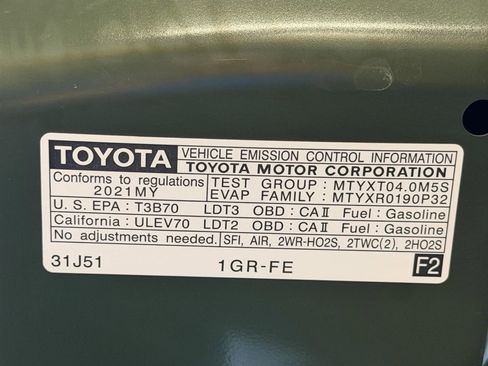 TOYOTA VEHICLE EMISSION CONTROL INFORMATION
TOYOTA MOTOR CORPORATION
Conforms to regulations TEST GROUP : MTYXT04.0M5S
2021MY EVAP FAMILY : MTYXR0190P32
U. S. EPA : T3B70 LDT3 OBD : CAⅡ Fuel : Gasoline
California : ULEV70 LDT2 OBD : CAⅡ Fuel : Gasoline
No adjustments needed. SFI, AIR, 2WR-HO2S, 2TWC(2), 2HO2S
31J51 1GR-FE F2